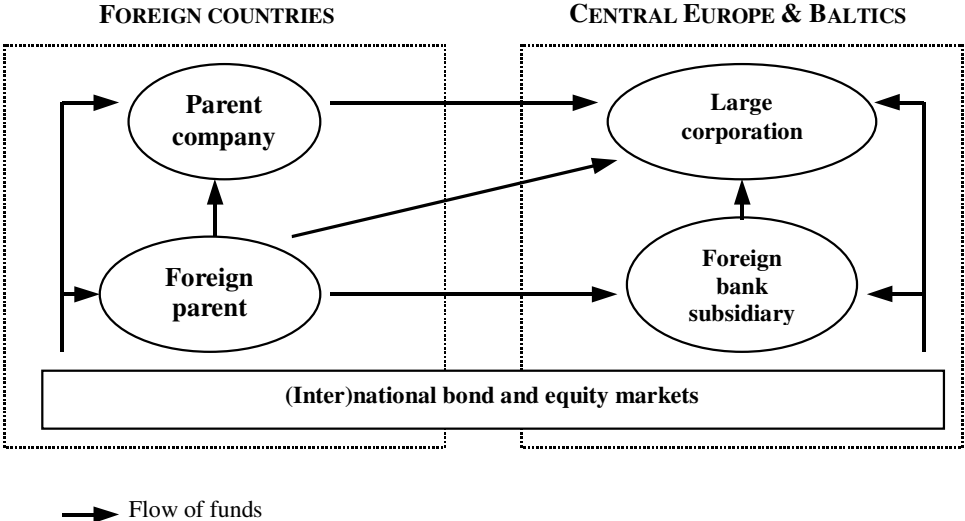 FOREIGN COUNTRIES
CENTRAL EUROPE & BALTICS
Parent
company
Large
corporation
Foreign
parent
Foreign
bank
subsidiary
(Inter)national bond and equity markets
Flow of funds